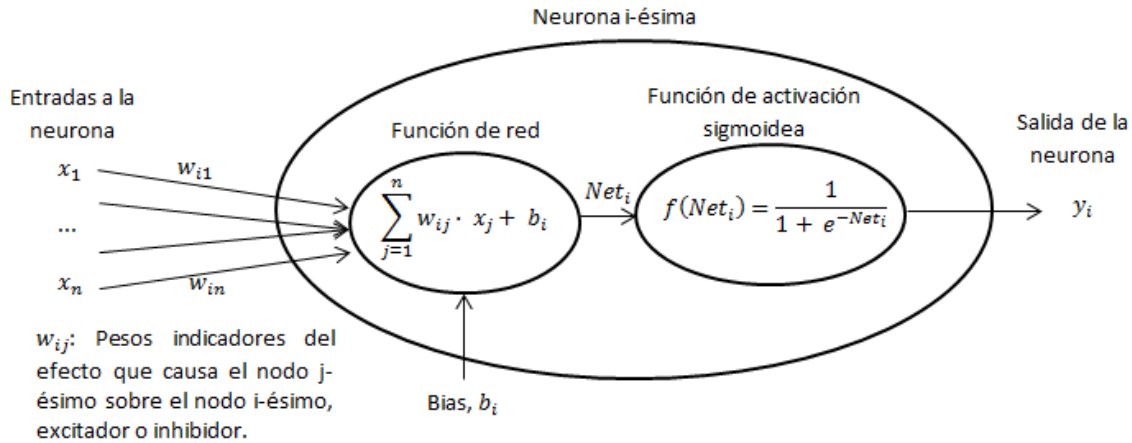 Neurona i-ésima
Entradas a la
neurona
x₁
...
xₙ
wᵢ₁
wᵢₙ
Función de red
∑ⱼ₌₁ⁿ wᵢⱼ · xⱼ + bᵢ
Netᵢ
Función de activación
sigmoidea
f(Netᵢ) = 1 / (1 + e^(−Netᵢ))
Salida de la
neurona
yᵢ
wᵢⱼ: Pesos indicadores del
efecto que causa el nodo j-
ésimo sobre el nodo i-ésimo,
excitador o inhibidor.
Bias, bᵢ